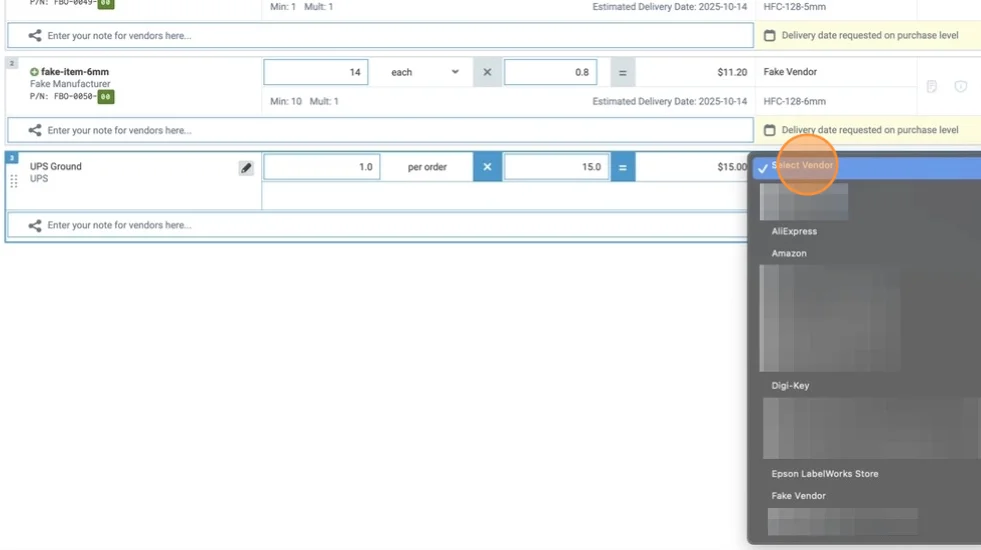 P/N: FBO-0049- 00
Min: 1 Mult: 1
Estimated Delivery Date: 2025-10-14
HFC-128-5mm
Enter your note for vendors here...
Delivery date requested on purchase level
2
fake-item-6mm
14
each
×
0.8
=
$11.20
Fake Vendor
Fake Manufacturer
P/N: FBO-0050- 00
Min: 10 Mult: 1
Estimated Delivery Date: 2025-10-14
HFC-128-6mm
Enter your note for vendors here...
Delivery date requested on purchase level
3
UPS Ground
UPS
1.0
per order
×
15.0
=
$15.00
Enter your note for vendors here...
Select Vendor
AliExpress
Amazon
Digi-Key
Epson LabelWorks Store
Fake Vendor